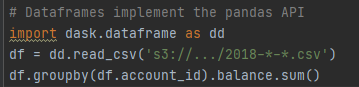 # Dataframes implement the pandas API
import dask.dataframe as dd
df = dd.read_csv('s3://.../2018-*-*.csv')
df.groupby(df.account_id).balance.sum()